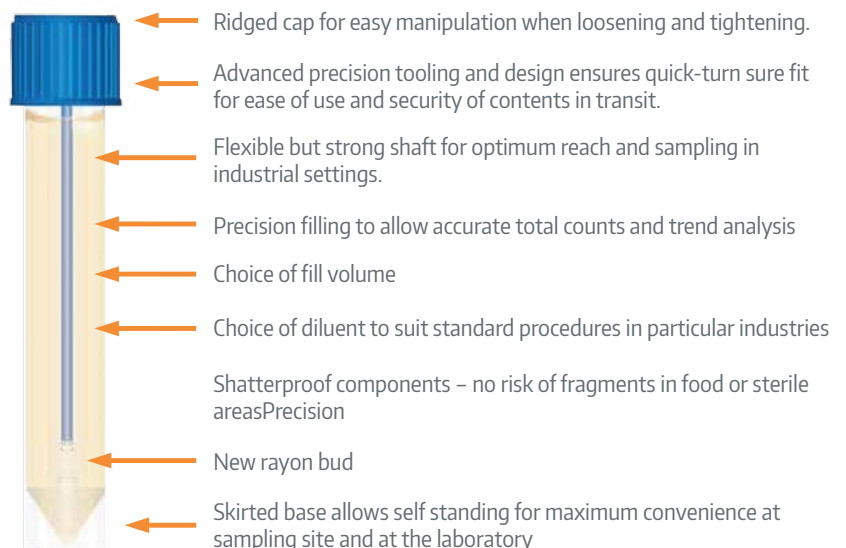 Ridged cap for easy manipulation when loosening and tightening.
Advanced precision tooling and design ensures quick-turn sure fit
for ease of use and security of contents in transit.
Flexible but strong shaft for optimum reach and sampling in
industrial settings.
Precision filling to allow accurate total counts and trend analysis
Choice of fill volume
Choice of diluent to suit standard procedures in particular industries
Shatterproof components – no risk of fragments in food or sterile
areasPrecision
New rayon bud
Skirted base allows self standing for maximum convenience at
sampling site and at the laboratory